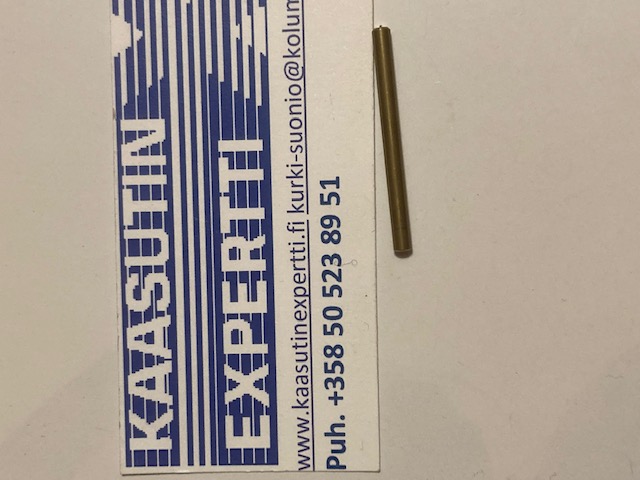 KAASUTIN
EXPERTTI
www.kaasutinexpertti.fi kurki-suonio@kolum
Puh. +358 50 523 89 51